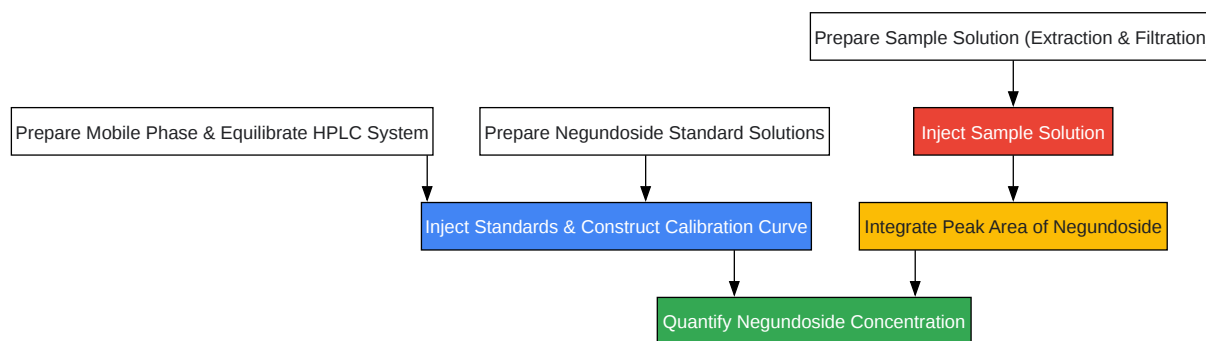 Prepare Sample Solution (Extraction & Filtration
Prepare Mobile Phase & Equilibrate HPLC System
Prepare Negundoside Standard Solutions
Inject Sample Solution
Inject Standards & Construct Calibration Curve
Integrate Peak Area of Negundoside
Quantify Negundoside Concentration